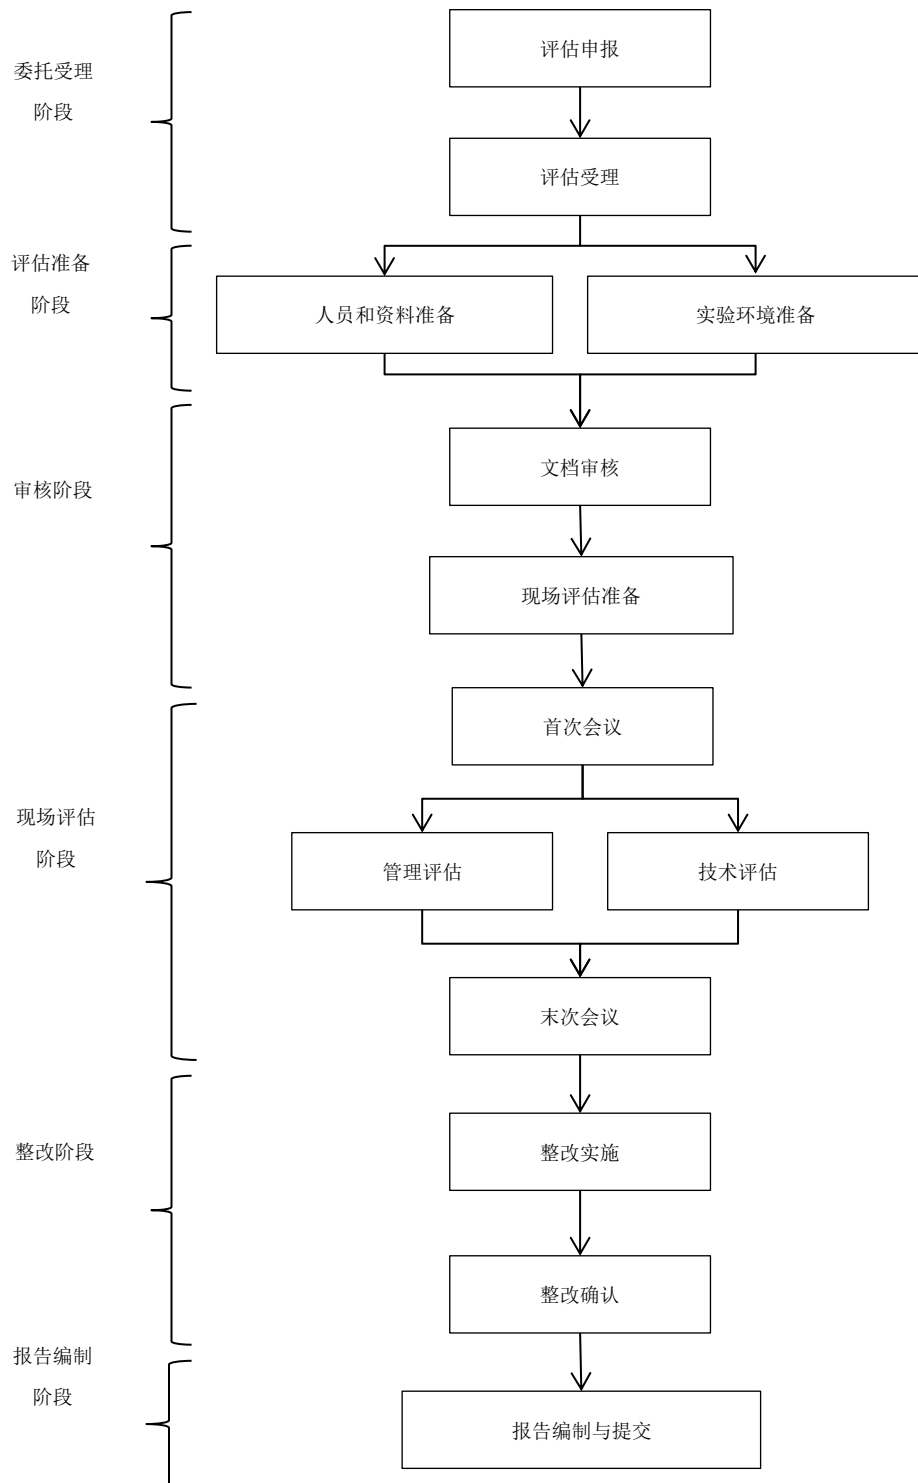 评估申报
委托受理
阶段
评估受理
评估准备
阶段
人员和资料准备
实验环境准备
文档审核
审核阶段
现场评估准备
首次会议
现场评估
阶段
管理评估
技术评估
末次会议
整改阶段
整改实施
整改确认
报告编制
阶段
报告编制与提交